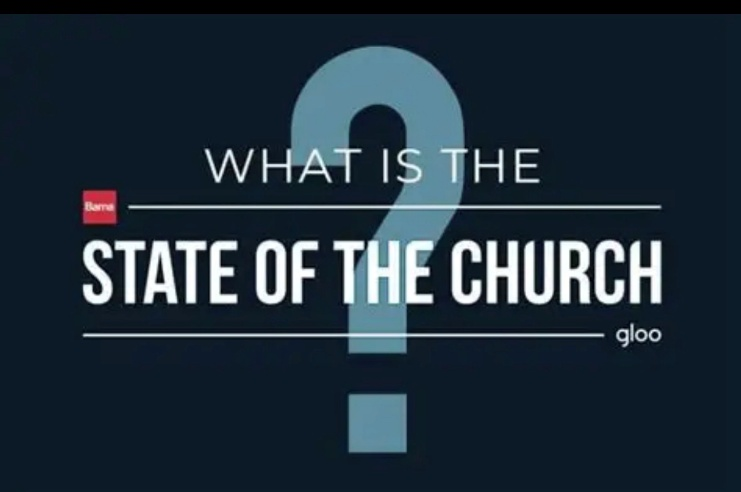 WHAT IS THE
Barna
STATE OF THE CHURCH
gloo
?